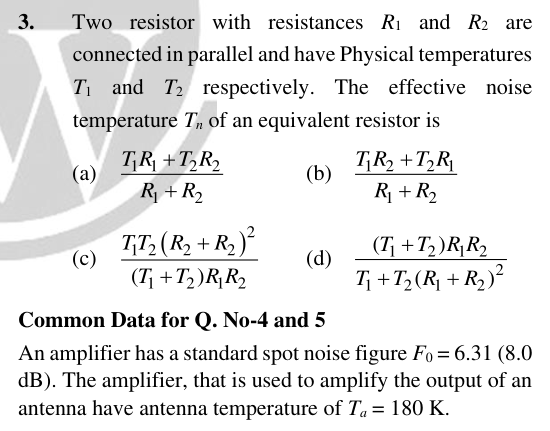 3. Two resistor with resistances R₁ and R₂ are
connected in parallel and have Physical temperatures
T₁ and T₂ respectively. The effective noise
temperature Tₙ of an equivalent resistor is
(a) (T₁R₁ + T₂R₂) / (R₁ + R₂) (b) (T₁R₂ + T₂R₁) / (R₁ + R₂)
(c) (T₁T₂(R₂ + R₂)²) / ((T₁ + T₂)R₁R₂) (d) ((T₁ + T₂)R₁R₂) / (T₁ + T₂(R₁ + R₂)²)
Common Data for Q. No-4 and 5
An amplifier has a standard spot noise figure F₀ = 6.31 (8.0
dB). The amplifier, that is used to amplify the output of an
antenna have antenna temperature of Tₐ = 180 K.